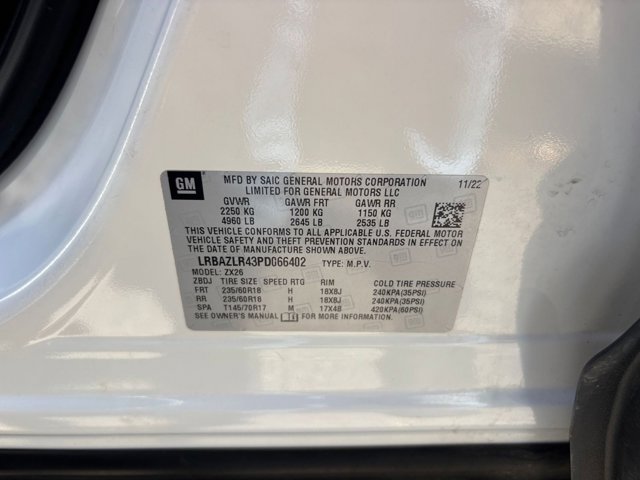 GM
MFD BY SAIC GENERAL MOTORS CORPORATION 11/22
LIMITED FOR GENERAL MOTORS LLC
GVWR GAWR FRT GAWR RR
2250 KG 1200 KG 1150 KG
4960 LB 2645 LB 2535 LB
THIS VEHICLE CONFORMS TO ALL APPLICABLE U.S. FEDERAL MOTOR
VEHICLE SAFETY AND THEFT PREVENTION STANDARDS IN EFFECT ON
THE DATE OF MANUFACTURE SHOWN ABOVE.
LRBAZLR43PD066402 TYPE: M.P.V.
MODEL: ZX26
ZBDJ TIRE SIZE SPEED RTG RIM COLD TIRE PRESSURE
FRT 235/60R18 H 18X8J 240KPA(35PSI)
RR 235/60R18 H 18X8J 240KPA(35PSI)
SPA T145/70R17 M 17X4B 420KPA(60PSI)
SEE OWNER'S MANUAL FOR MORE INFORMATION.